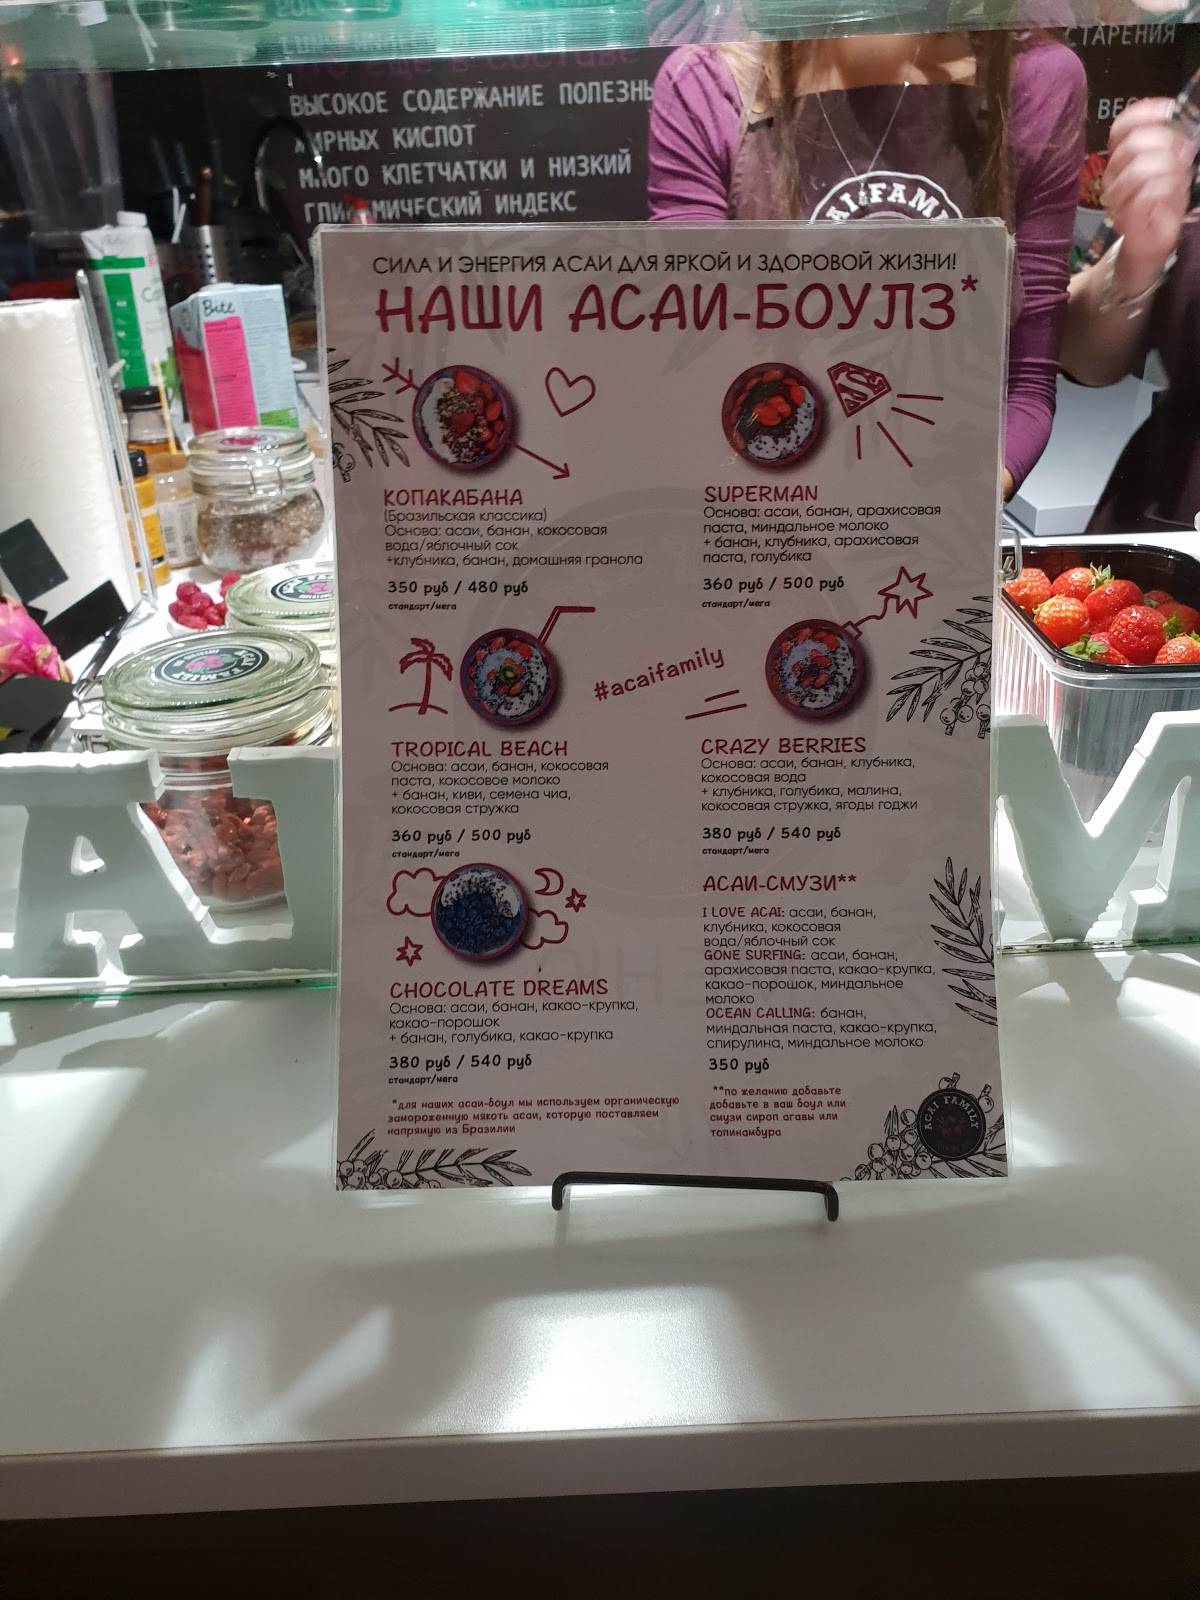 СТАРЕНИЯ
ВЫСОКОЕ СОДЕРЖАНИЕ ПОЛЕЗНЫ
ЖИРНЫХ КИСЛОТ
МНОГО КЛЕТЧАТКИ И НИЗКИЙ
ИНДЕКС
Bite
СИЛА И ЭНЕРГИЯ АСАИ ДЛЯ ЯРКОЙ И ЗДОРОВОЙ ЖИЗНИ!
НАШИ АСАИ-БОУЛЗ*
КОПАКАБАНА
(Бразильская классика)
Основа: асаи, банан, кокосовая
вода/яблочный сок
+клубника, банан, домашняя гранола
350 руб / 480 руб
стандарт/мега
SUPERMAN
Основа: асаи, банан, арахисовая
паста, миндальное молоко
+ банан, клубника, арахисовая
паста, голубика
360 руб / 500 руб
стандарт/мега
#acaifamily
TROPICAL BEACH
Основа: асаи, банан, кокосовая
паста, кокосовое молоко
+ банан, киви, семена чиа,
кокосовая стружка
360 руб / 500 руб
стандарт/мега
CRAZY BERRIES
Основа: асаи, банан, клубника,
кокосовая вода
+ клубника, голубика, малина,
кокосовая стружка, ягоды годжи
380 руб / 540 руб
стандарт/мега
CHOCOLATE DREAMS
Основа: асаи, банан, какао-крупка,
какао-порошок
+ банан, голубика, какао-крупка
380 руб / 540 руб
стандарт/мега
АСАИ-СМУЗИ**
I LOVE ACAI: асаи, банан,
клубника, кокосовая
вода/яблочный сок
GONE SURFING: асаи, банан,
арахисовая паста, какао-крупка,
какао-порошок, миндальное
молоко
OCEAN CALLING: банан,
миндальная паста, какао-крупка,
спирулина, миндальное молоко
350 руб
*для наших асаи-боул мы используем органическую
замороженную мякоть асаи, которую поставляем
напрямую из Бразилии
**по желанию добавьте
добавьте в ваш боул или
смузи сироп агавы или
топинамбура
ACAI FAMILY